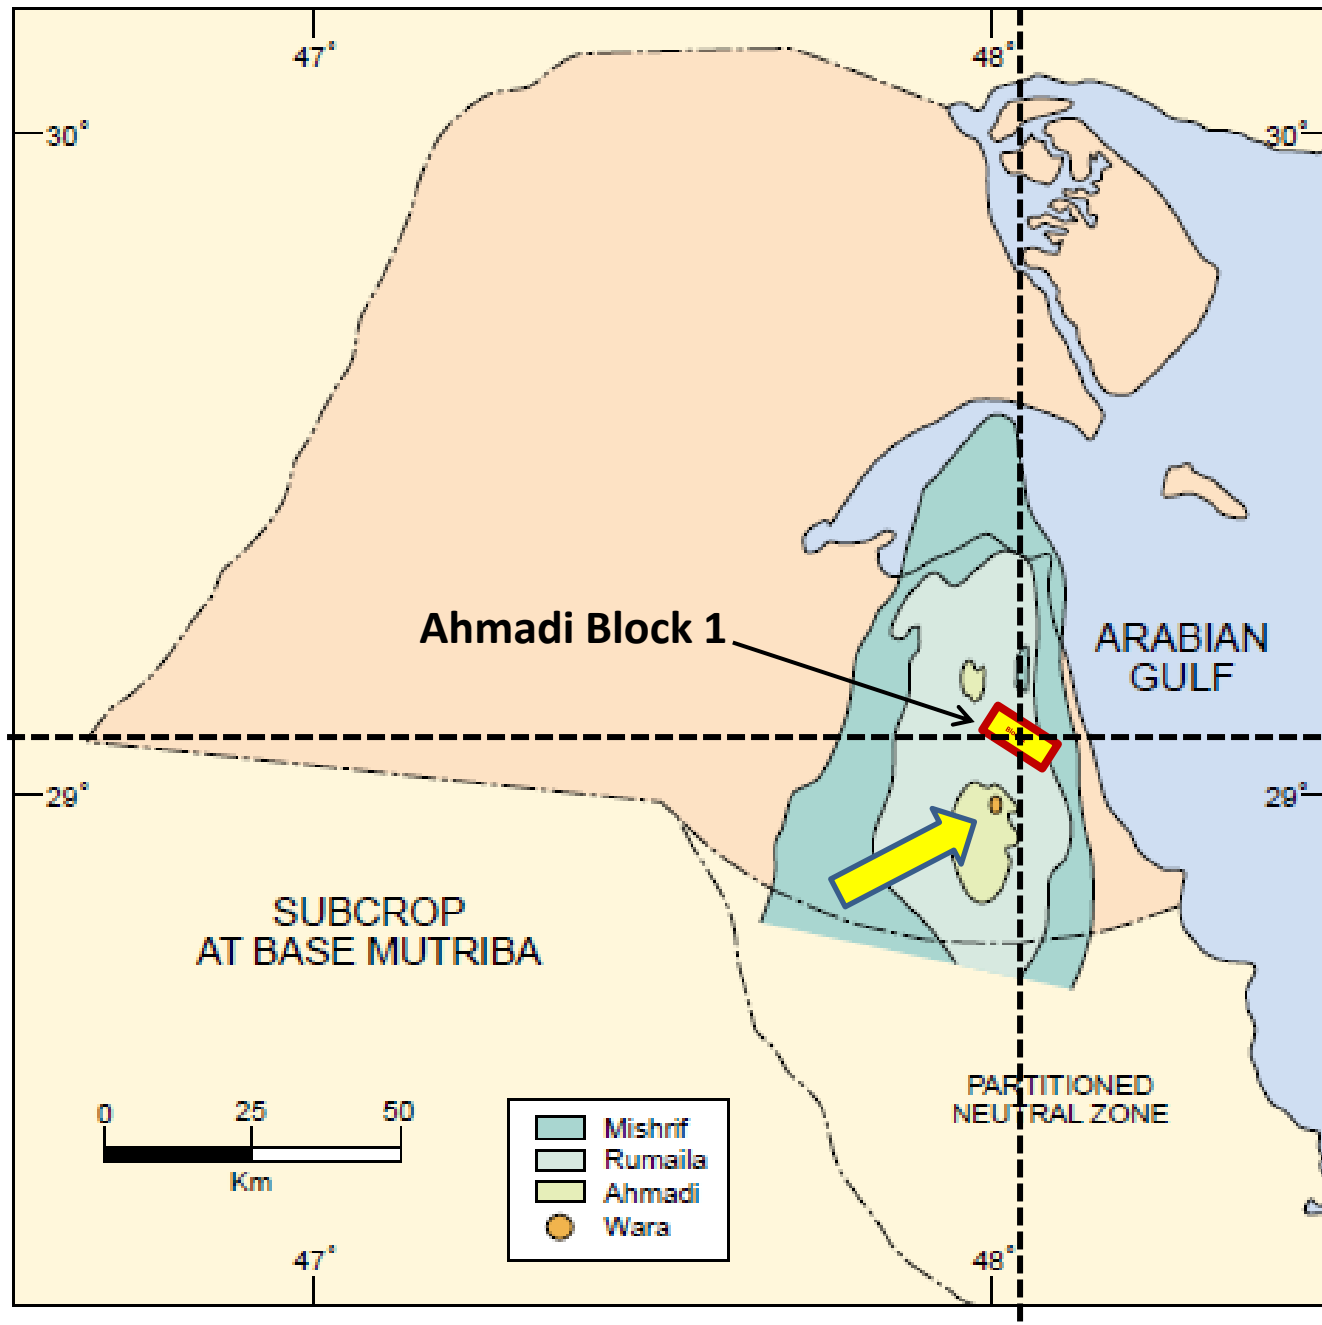 47°
48°
30°
30°
Ahmadi Block 1
ARABIAN
GULF
29°
29°
SUBCROP
AT BASE MUTRIBA
PARTITIONED
NEUTRAL ZONE
0 25 50
Km
Mishrif
Rumaila
Ahmadi
Wara
47°
48°